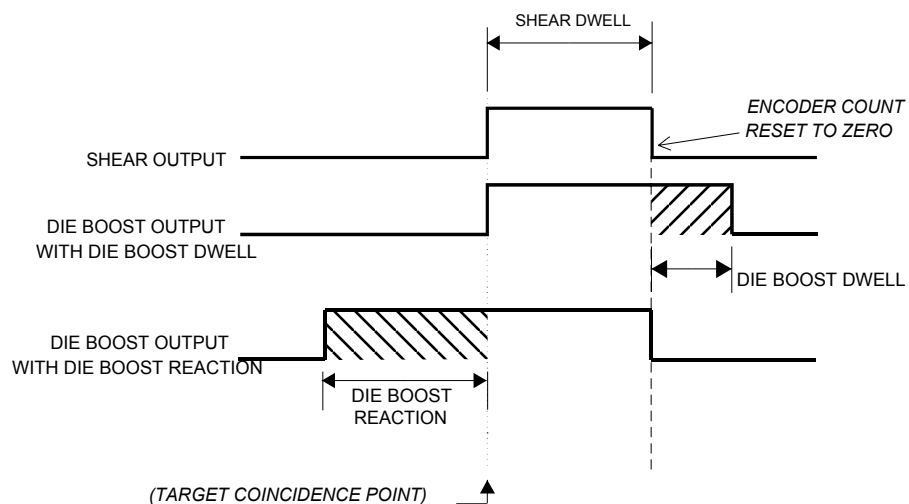 SHEAR DWELL
ENCODER COUNT
RESET TO ZERO
SHEAR OUTPUT
DIE BOOST OUTPUT
WITH DIE BOOST DWELL
DIE BOOST DWELL
DIE BOOST OUTPUT
WITH DIE BOOST REACTION
DIE BOOST
REACTION
(TARGET COINCIDENCE POINT)